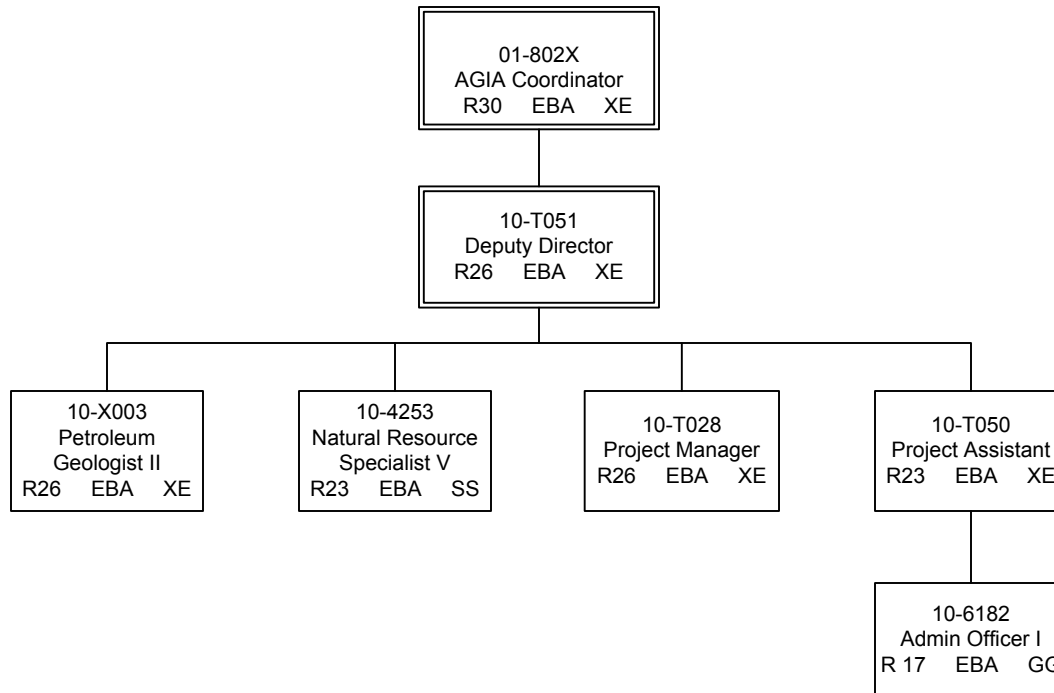 01-802X
AGIA Coordinator
R30 EBA XE
10-T051
Deputy Director
R26 EBA XE
10-X003
Petroleum
Geologist II
R26 EBA XE
10-4253
Natural Resource
Specialist V
R23 EBA SS
10-T028
Project Manager
R26 EBA XE
10-T050
Project Assistant
R23 EBA XE
10-6182
Admin Officer I
R 17 EBA GG